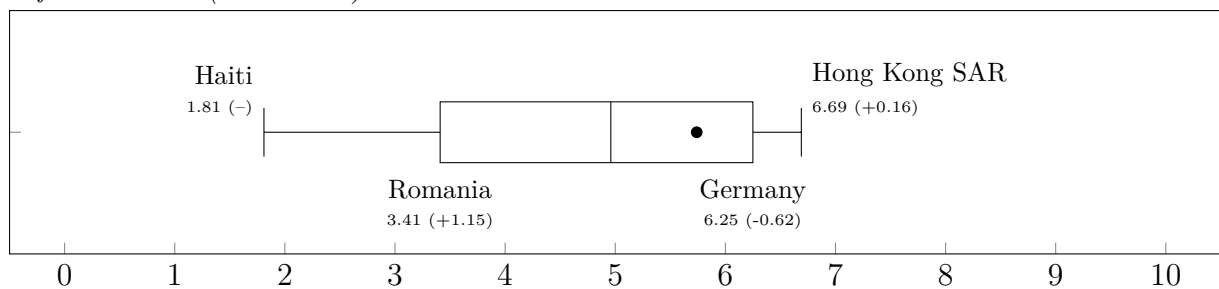 Haiti
1.81 (–)
Hong Kong SAR
6.69 (+0.16)
Romania
3.41 (+1.15)
Germany
6.25 (-0.62)
0 1 2 3 4 5 6 7 8 9 10